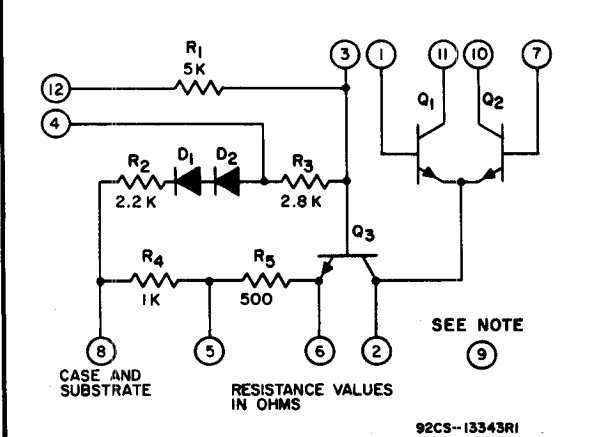 R1
5K
3
1
11
10
7
12
4
Q1
Q2
R2
D1
D2
R3
2.2K
2.8K
Q3
R4
R5
1K
500
8
5
6
2
SEE NOTE
9
CASE AND
SUBSTRATE
RESISTANCE VALUES
IN OHMS
92CS--13343R1